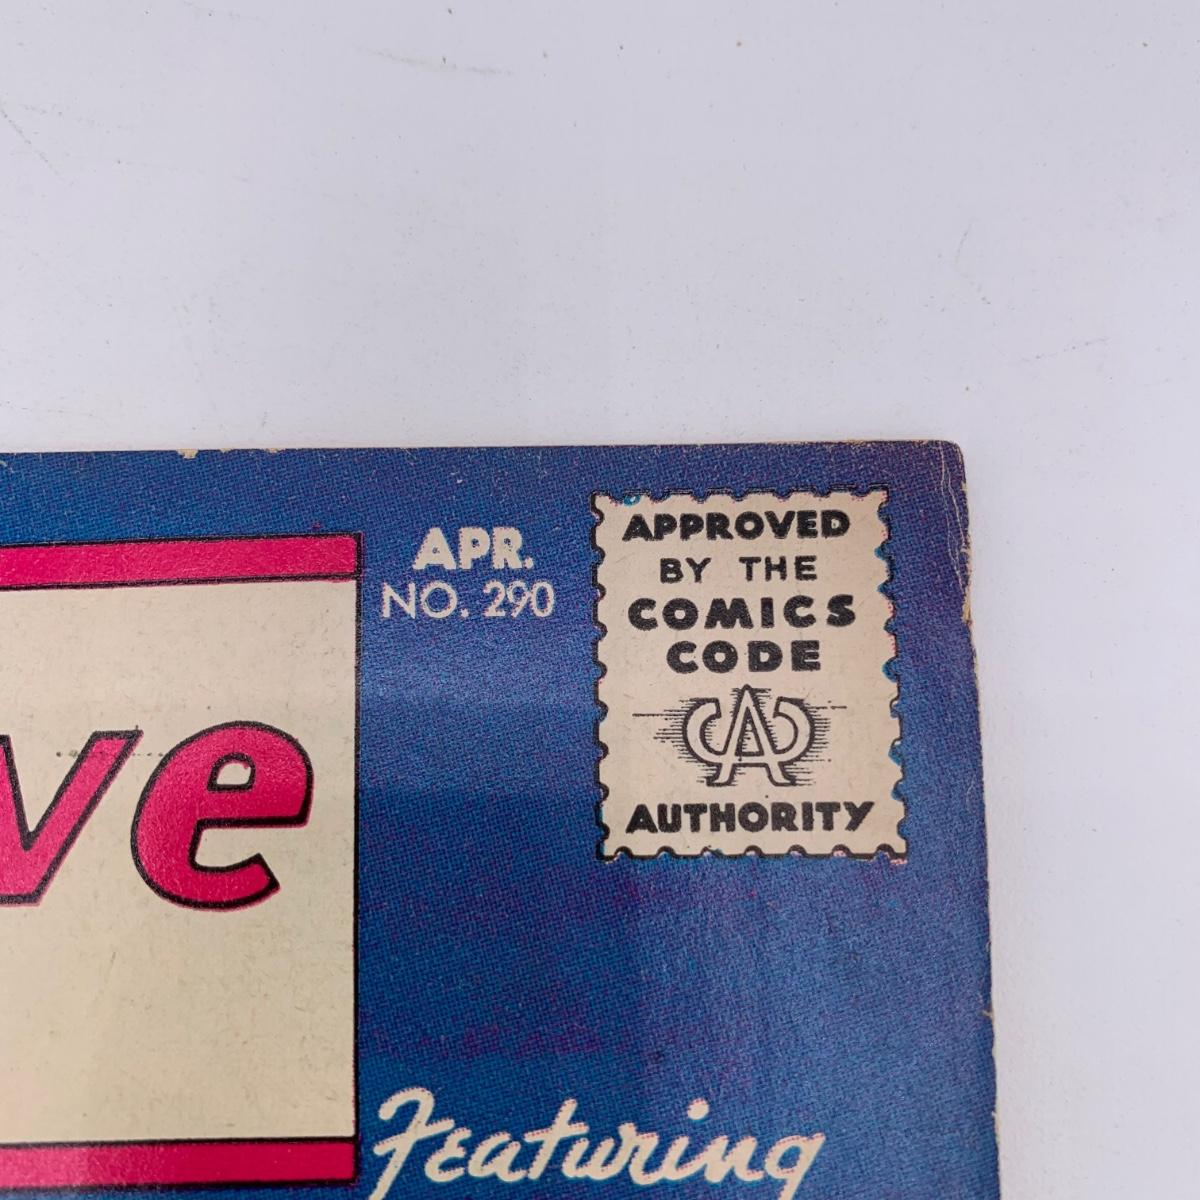 APR.
NO. 290
APPROVED
BY THE
COMICS
CODE
CA
AUTHORITY
ve
Featuring